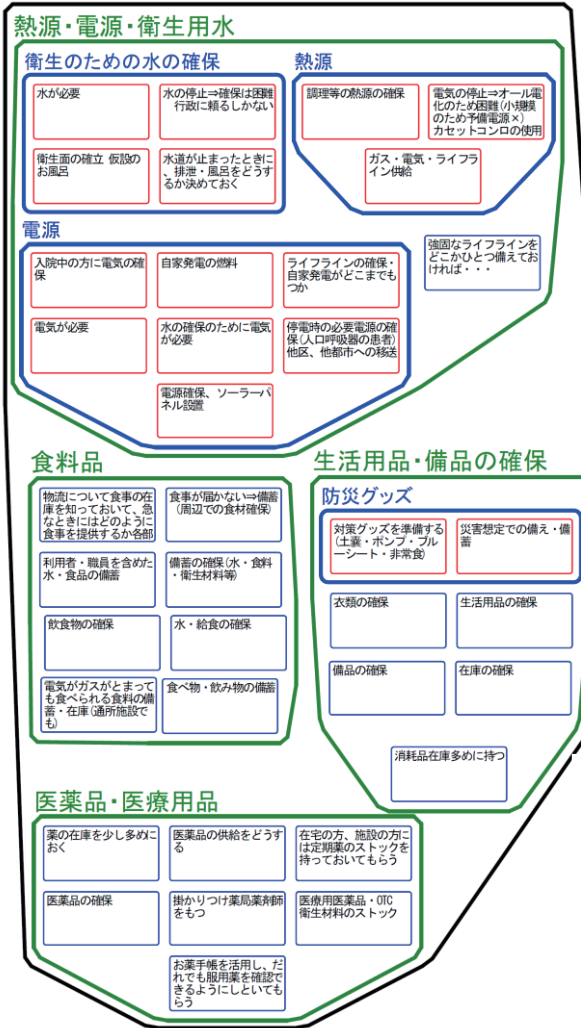 熱源・電源・衛生用水
衛生のための水の確保
水が必要
水の停止⇒確保は困難
行政に頼るしかない
衛生面の確立 仮設の
お風呂
水道が止まったときに
、排泄・風呂をどうす
るか決めておく
熱源
調理等の熱源の確保
電気の停止⇒オール電
化のため困難(小規模
のため予備電源×)
カセットコンロの使用
ガス・電気・ライフラ
イン供給
電源
入院中の方に電気の確
保
自家発電の燃料
ライフラインの確保・
自家発電がどこまでも
つか
電気が必要
水の確保のために電気
が必要
停電時の必要電源の確
保(人口呼吸器の患者)
他区、他都市への移送
電源確保、ソーラーパ
ネル設置
強固なライフラインを
どこかひとつ備えてお
ければ・・・
食料品
物流について食事の在
庫を知っておいて、急
なときにはどのように
食事を提供するか各部
食事が届かない⇒備蓄
(周辺での食材確保)
利用者・職員を含めた
水・食品の備蓄
備蓄の確保(水・食料
・衛生材料等)
飲食物の確保
水・給食の確保
電気がガスがとまって
も食べられる食料の備
蓄・在庫(通所施設で
も)
食べ物・飲み物の備蓄
生活用品・備品の確保
防災グッズ
対策グッズを準備する
(土嚢・ポンプ・ブル
ーシート・非常食)
災害想定での備え・備
蓄
衣類の確保
生活用品の確保
備品の確保
在庫の確保
消耗品在庫多めに持つ
医薬品・医療用品
薬の在庫を少し多めに
おく
医薬品の供給をどうす
る
在宅の方、施設の方に
は定期薬のストックを
持っておいてもらう
医薬品の確保
掛かりつけ薬局薬剤師
をもつ
医療用医薬品・OTC
衛生材料のストック
お薬手帳を活用し、だ
れでも服用薬を確認で
きるようにしといても
らう